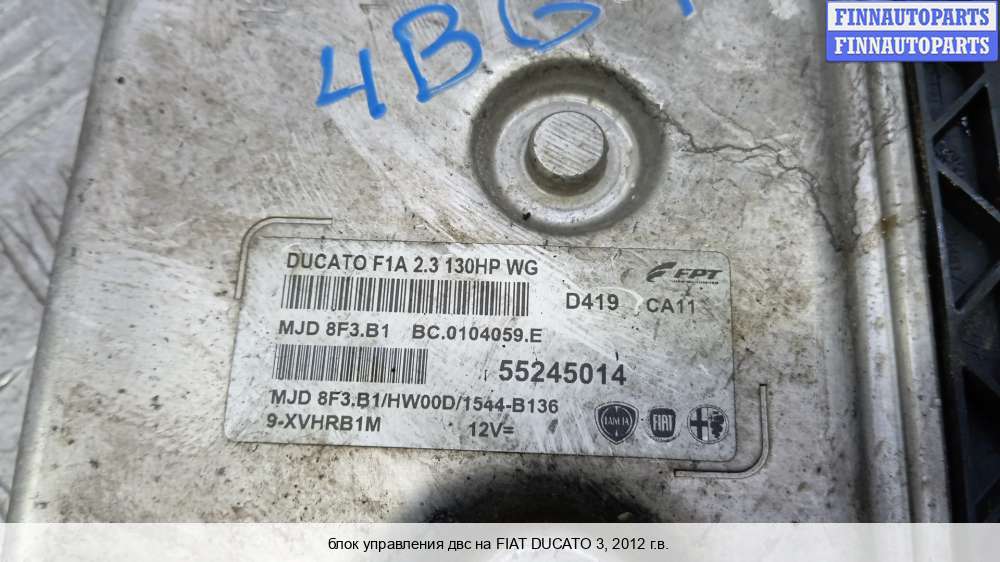 FINNAUTOPARTS
FINNAUTOPARTS
DUCATO F1A 2.3 130HP WG
FPT
D419 CA11
MJD 8F3.B1 BC.0104059.E
55245014
MJD 8F3.B1/HW00D/1544-B136
9-XVHRB1M 12V=
LANCIA FIAT
блок управления двс на FIAT DUCATO 3, 2012 г.в.